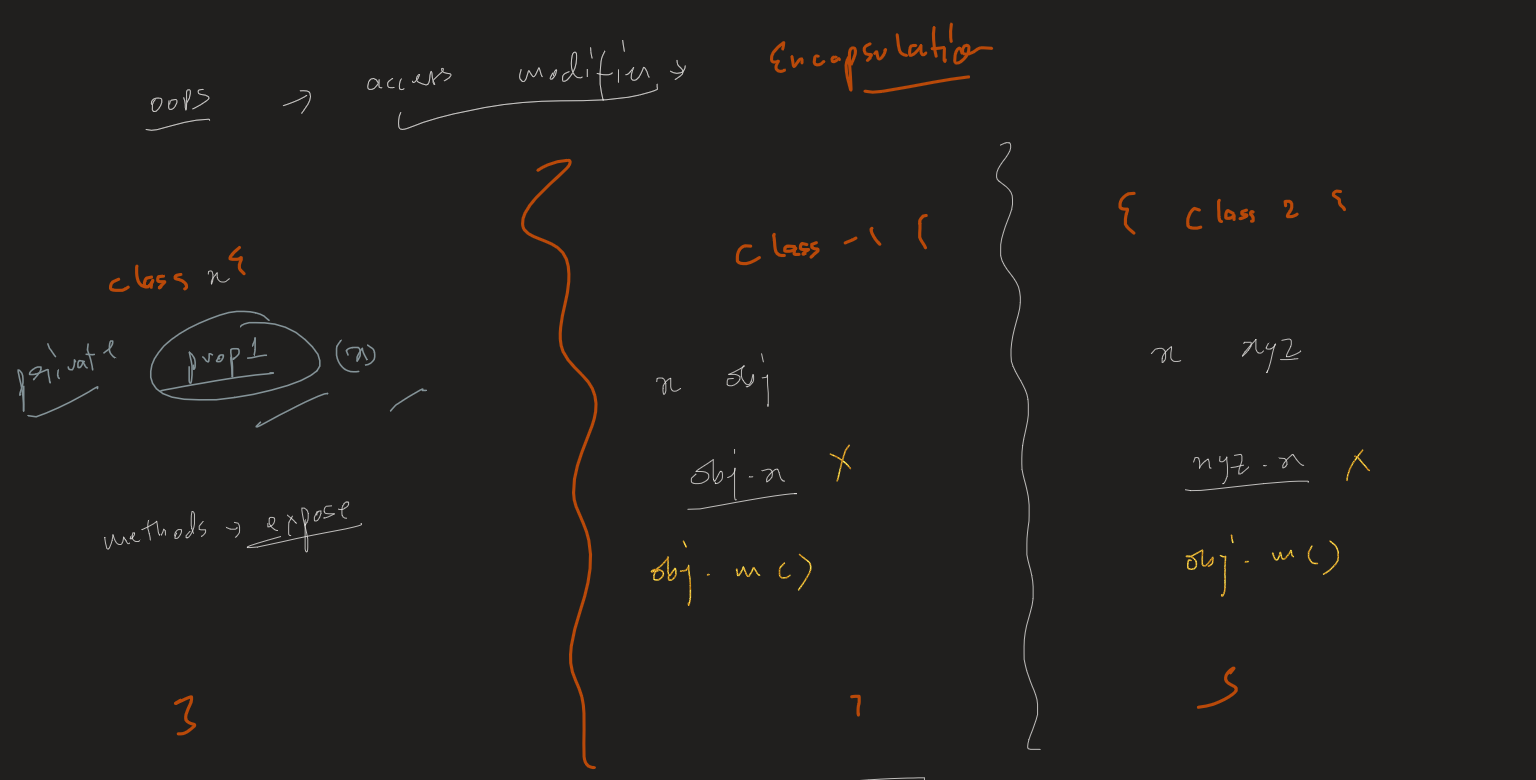 oops → access modifier → Encapsulation
class x {
private prop1 (x)
methods → expose
}
class-1 {
x obj
obj.x X
obj.m()
}
{ class 2 {
x xyz
xyz.x X
obj.m()
}